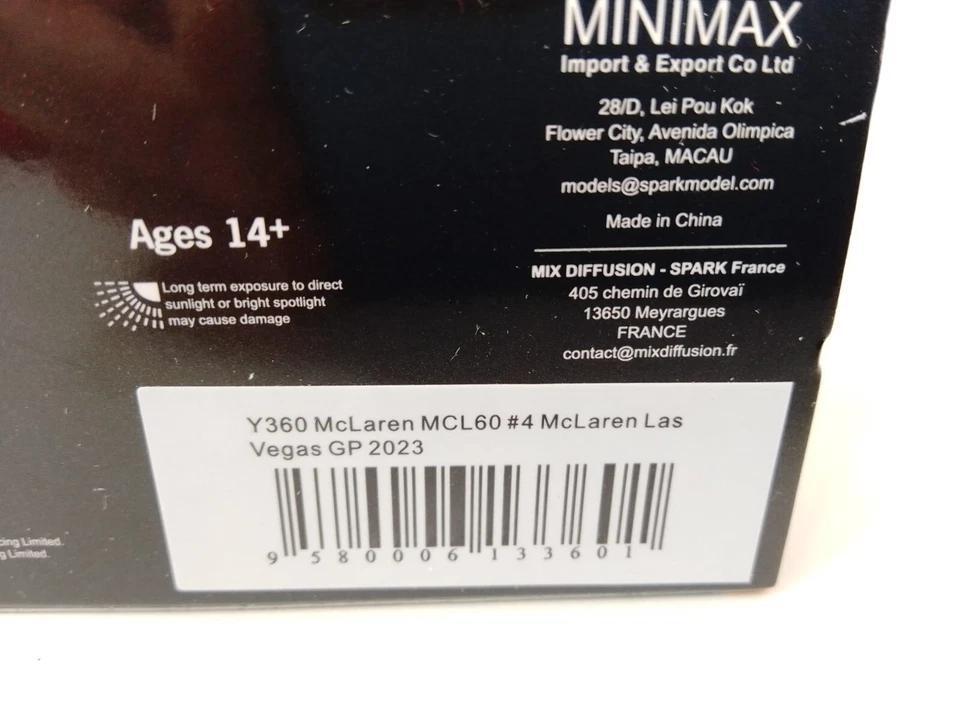 MINIMAX
Import & Export Co Ltd
28/D, Lei Pou Kok
Flower City, Avenida Olimpica
Taipa, MACAU
models@sparkmodel.com
Made in China
MIX DIFFUSION - SPARK France
405 chemin de Girovaï
13650 Meyrargues
FRANCE
contact@mixdiffusion.fr
Ages 14+
Long term exposure to direct
sunlight or bright spotlight
may cause damage
Y360 McLaren MCL60 #4 McLaren Las
Vegas GP 2023
9 580006 133601
Limited.
Limited.